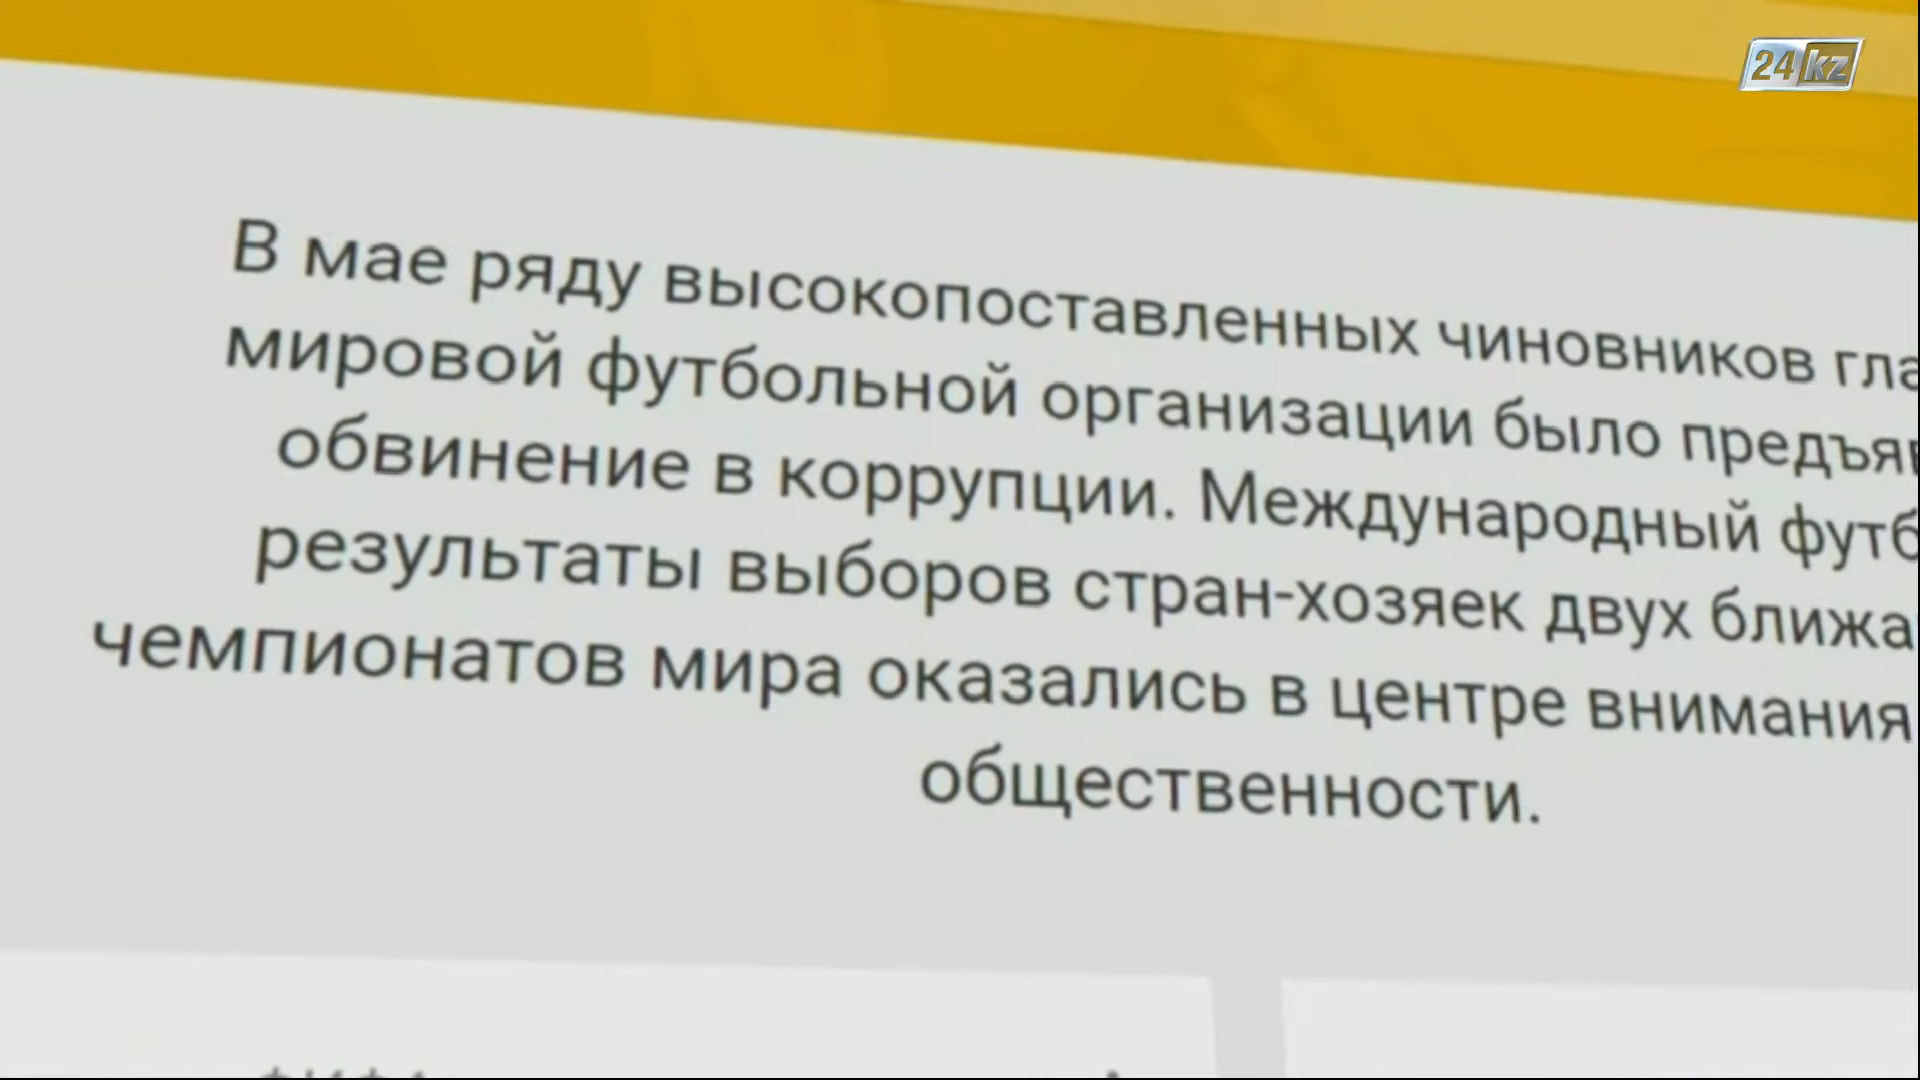 24 kz
В мае ряду высокопоставленных чиновников
мировой футбольной организации было
обвинение в коррупции. Международный
результаты выборов стран-хозяек двух
чемпионатов мира оказались в центре внимания
общественности.